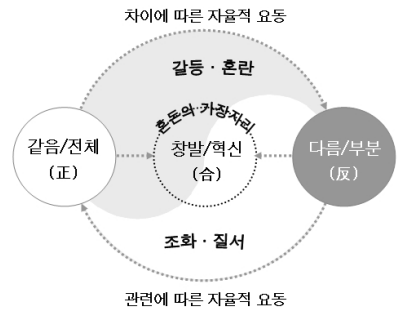 차이에 따른 자율적 요동
갈등 · 혼란
혼돈의 가장자리
같음/전체
(正)
창발/혁신
(合)
다름/부분
(反)
조화 · 질서
관련에 따른 자율적 요동